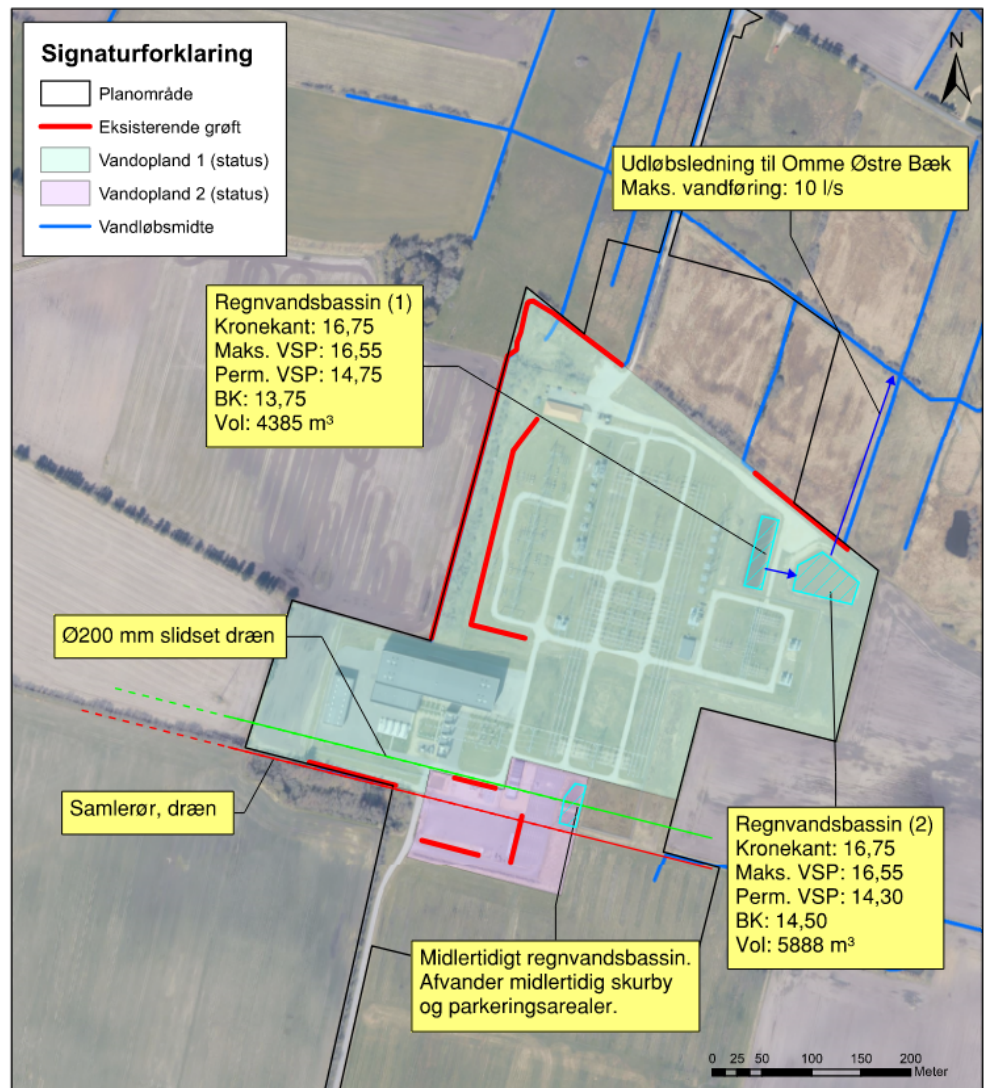 Signaturforklaring
Planområde
Eksisterende grøft
Vandopland 1 (status)
Vandopland 2 (status)
Vandløbsmidte
N
Udløbsledning til Omme Østre Bæk
Maks. vandføring: 10 l/s
Regnvandsbassin (1)
Kronekant: 16,75
Maks. VSP: 16,55
Perm. VSP: 14,75
BK: 13,75
Vol: 4385 m³
Ø200 mm slidset dræn
Samlerør, dræn
Regnvandsbassin (2)
Kronekant: 16,75
Maks. VSP: 16,55
Perm. VSP: 14,30
BK: 14,50
Vol: 5888 m³
Midlertidigt regnvandsbassin.
Afvander midlertidig skurby
og parkeringsarealer.
0 25 50 100 150 200
Meter